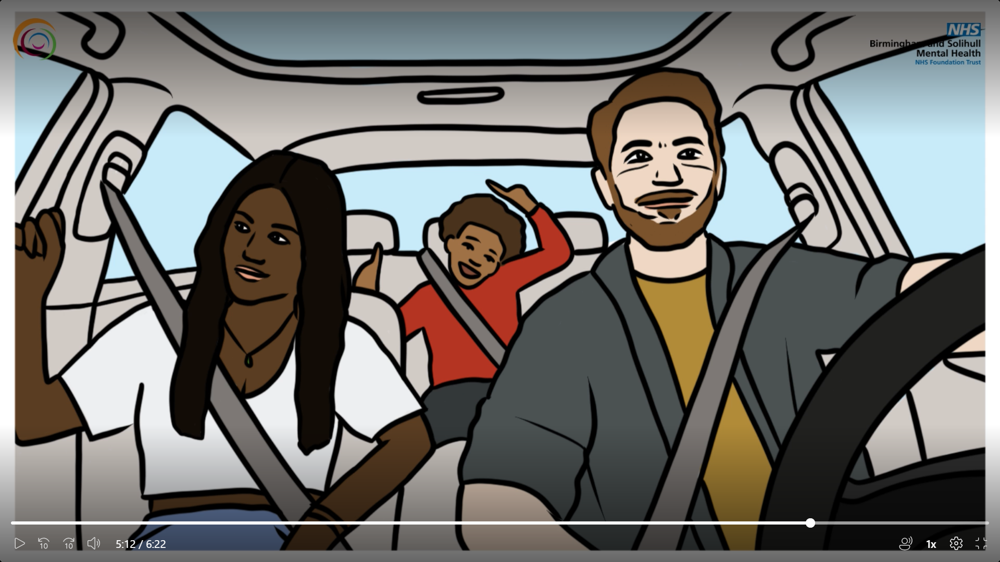 NHS
Birmingham and Solihull
Mental Health
NHS Foundation Trust
10
10
5:12 / 6:22
1x